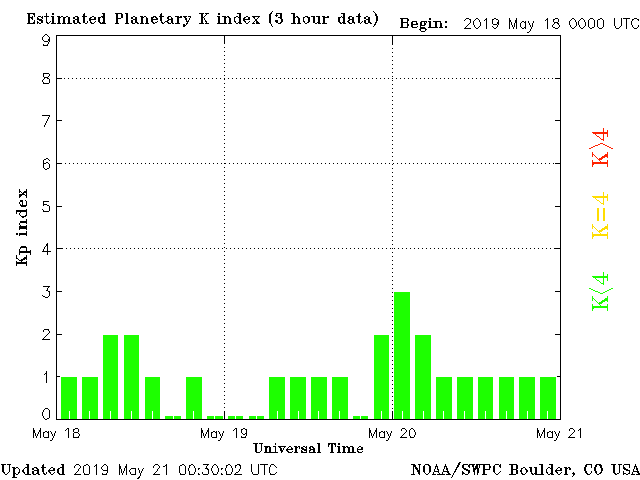 Estimated Planetary K index (3 hour data)
Begin: 2019 May 18 0000 UTC
9
8
7
6
5
4
3
2
1
0
Kp index
K>4
K=4
K<4
May 18
May 19
May 20
May 21
Universal Time
Updated 2019 May 21 00:30:02 UTC
NOAA/SWPC Boulder, CO USA